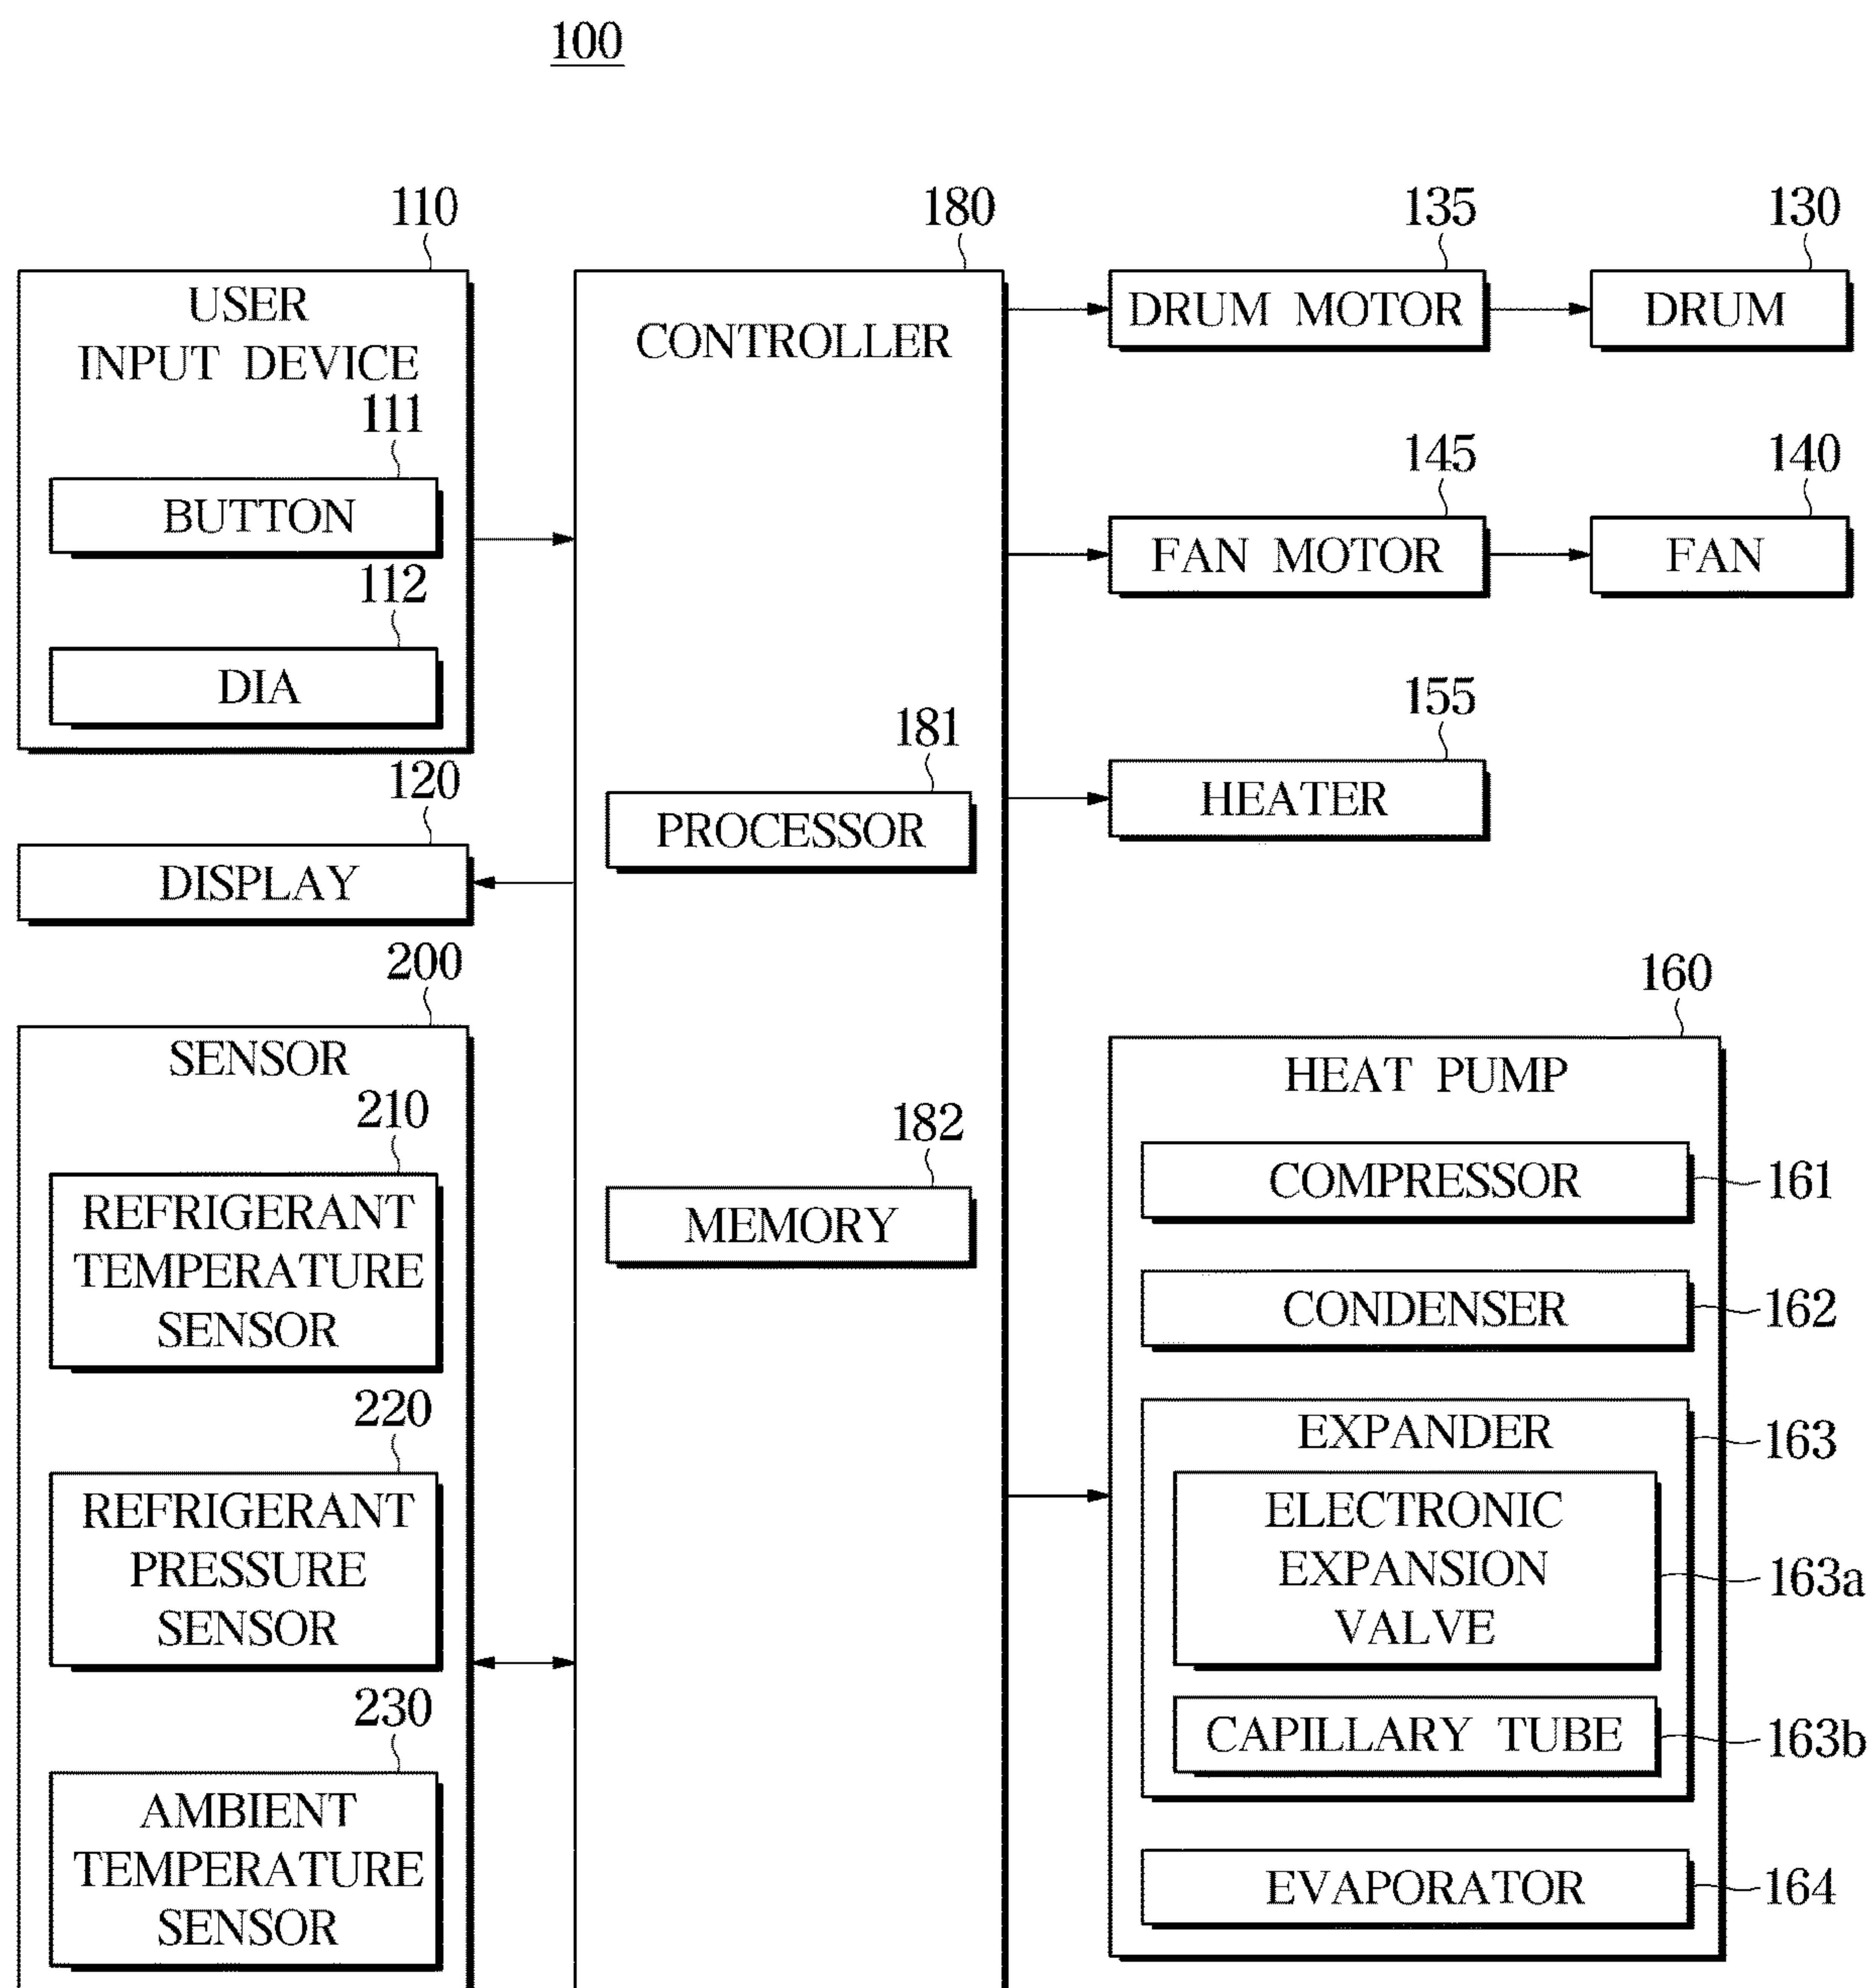 100
110
USER
INPUT DEVICE
111
BUTTON
112
DIA
120
DISPLAY
200
SENSOR
210
REFRIGERANT
TEMPERATURE
SENSOR
220
REFRIGERANT
PRESSURE
SENSOR
230
AMBIENT
TEMPERATURE
SENSOR
180
CONTROLLER
181
PROCESSOR
182
MEMORY
135
DRUM MOTOR
130
DRUM
145
FAN MOTOR
140
FAN
155
HEATER
160
HEAT PUMP
COMPRESSOR
161
CONDENSER
162
EXPANDER
163
ELECTRONIC
EXPANSION
VALVE
163a
CAPILLARY TUBE
163b
EVAPORATOR
164